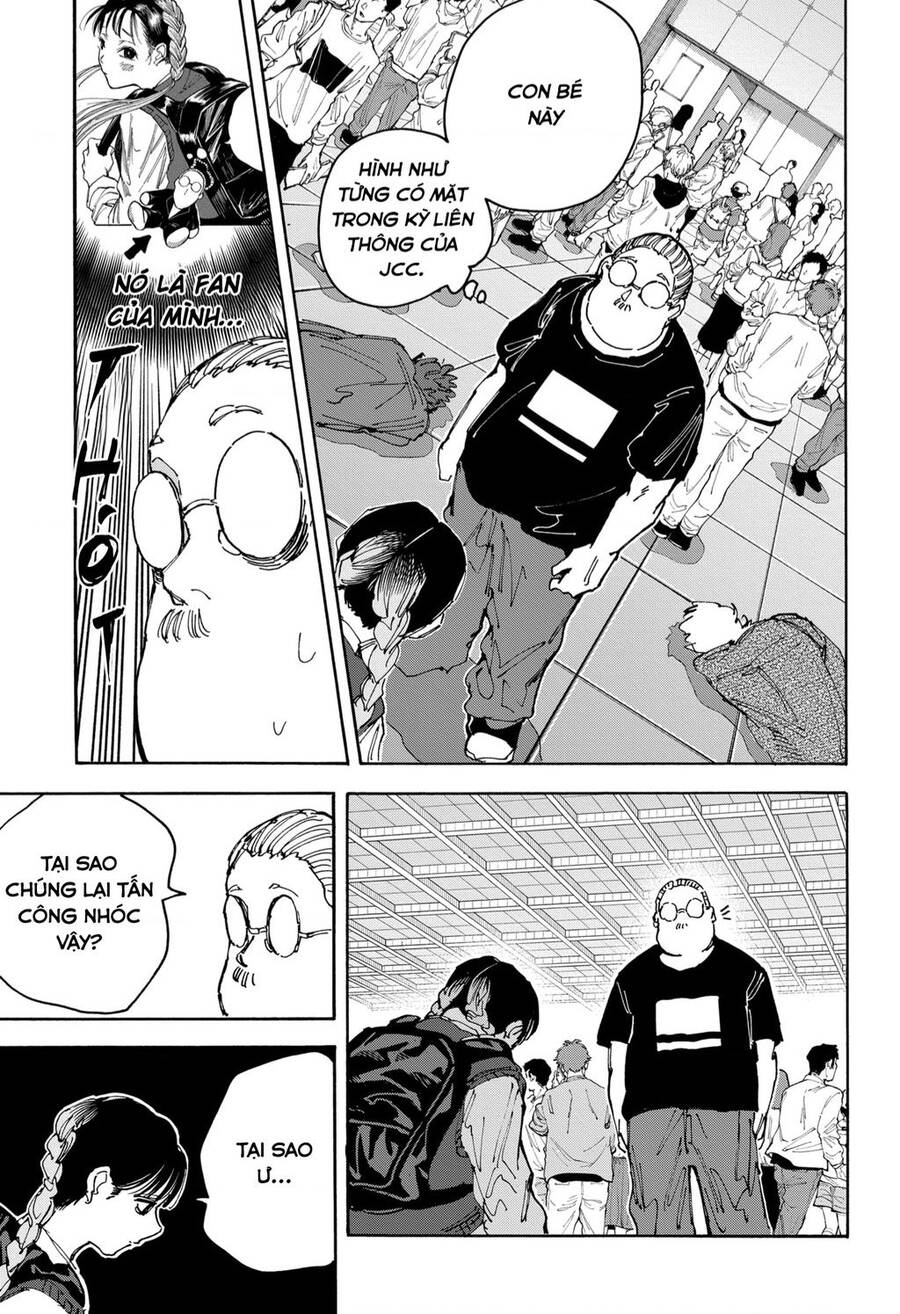 CON BÉ
NÀY
HÌNH NHƯ
TỪNG CÓ MẶT
TRONG KỲ LIÊN
THÔNG CỦA
JCC.
NÓ LÀ FAN
CỦA MÌNH...
THÓT
TẠI SAO
CHÚNG LẠI TẤN
CÔNG NHÓC
VẬY?
TẠI SAO
Ư...